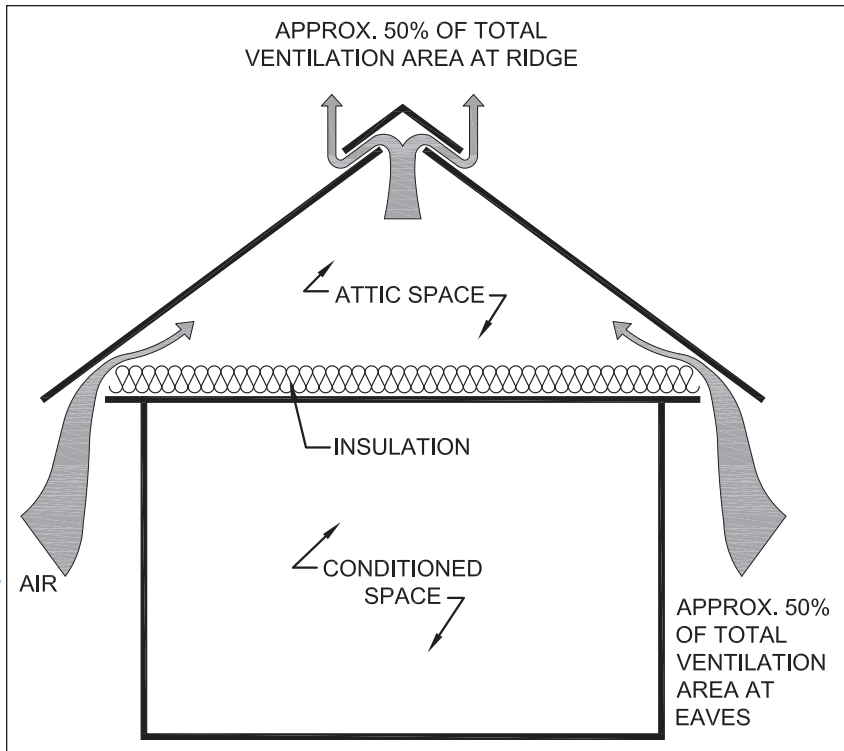 APPROX. 50% OF TOTAL
VENTILATION AREA AT RIDGE
ATTIC SPACE
INSULATION
CONDITIONED
SPACE
AIR
APPROX. 50%
OF TOTAL
VENTILATION
AREA AT
EAVES